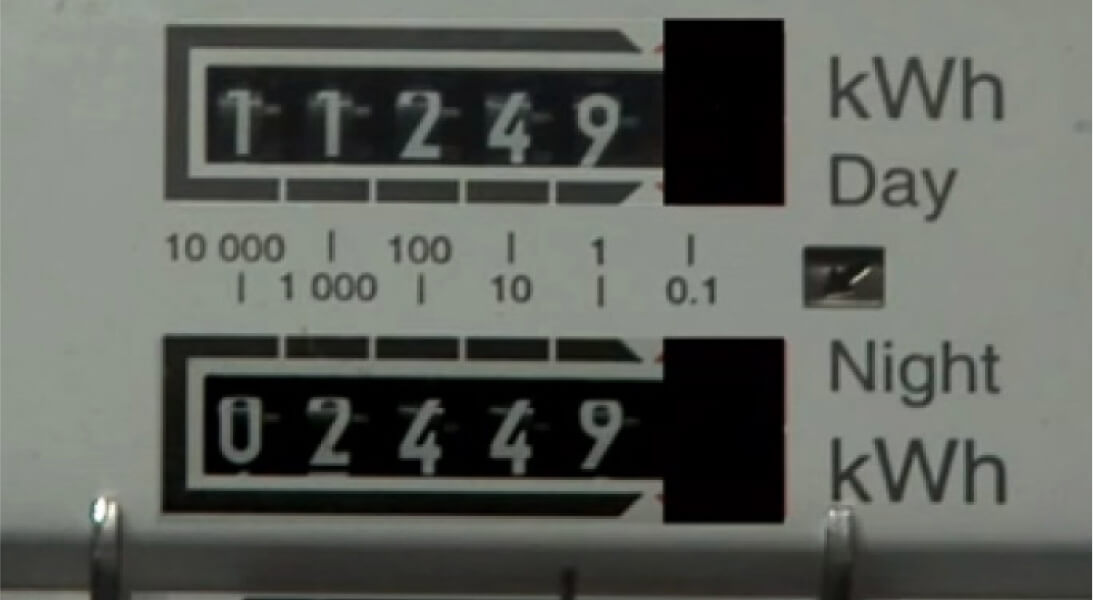 11249 kWh
Day
10 000 | 100 | 1 |
| 1 000 | 10 | 0.1
Night
02449 kWh